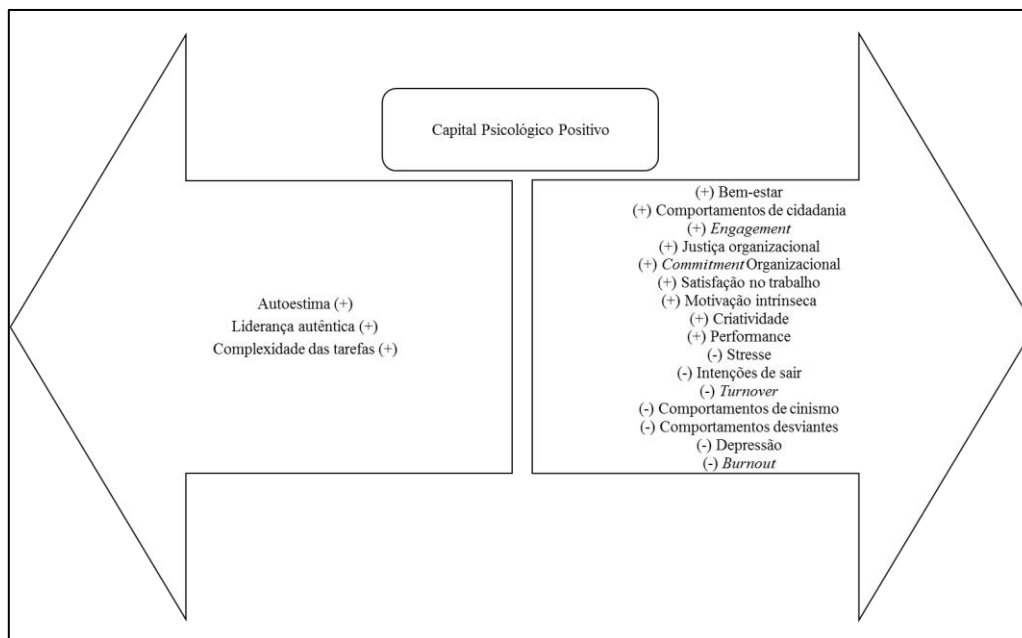 Capital Psicológico Positivo
Autoestima (+)
Liderança autêntica (+)
Complexidade das tarefas (+)
(+) Bem-estar
(+) Comportamentos de cidadania
(+) Engagement
(+) Justiça organizacional
(+) Commitment Organizacional
(+) Satisfação no trabalho
(+) Motivação intrínseca
(+) Criatividade
(+) Performance
(-) Stresse
(-) Intenções de sair
(-) Turnover
(-) Comportamentos de cinismo
(-) Comportamentos desviantes
(-) Depressão
(-) Burnout